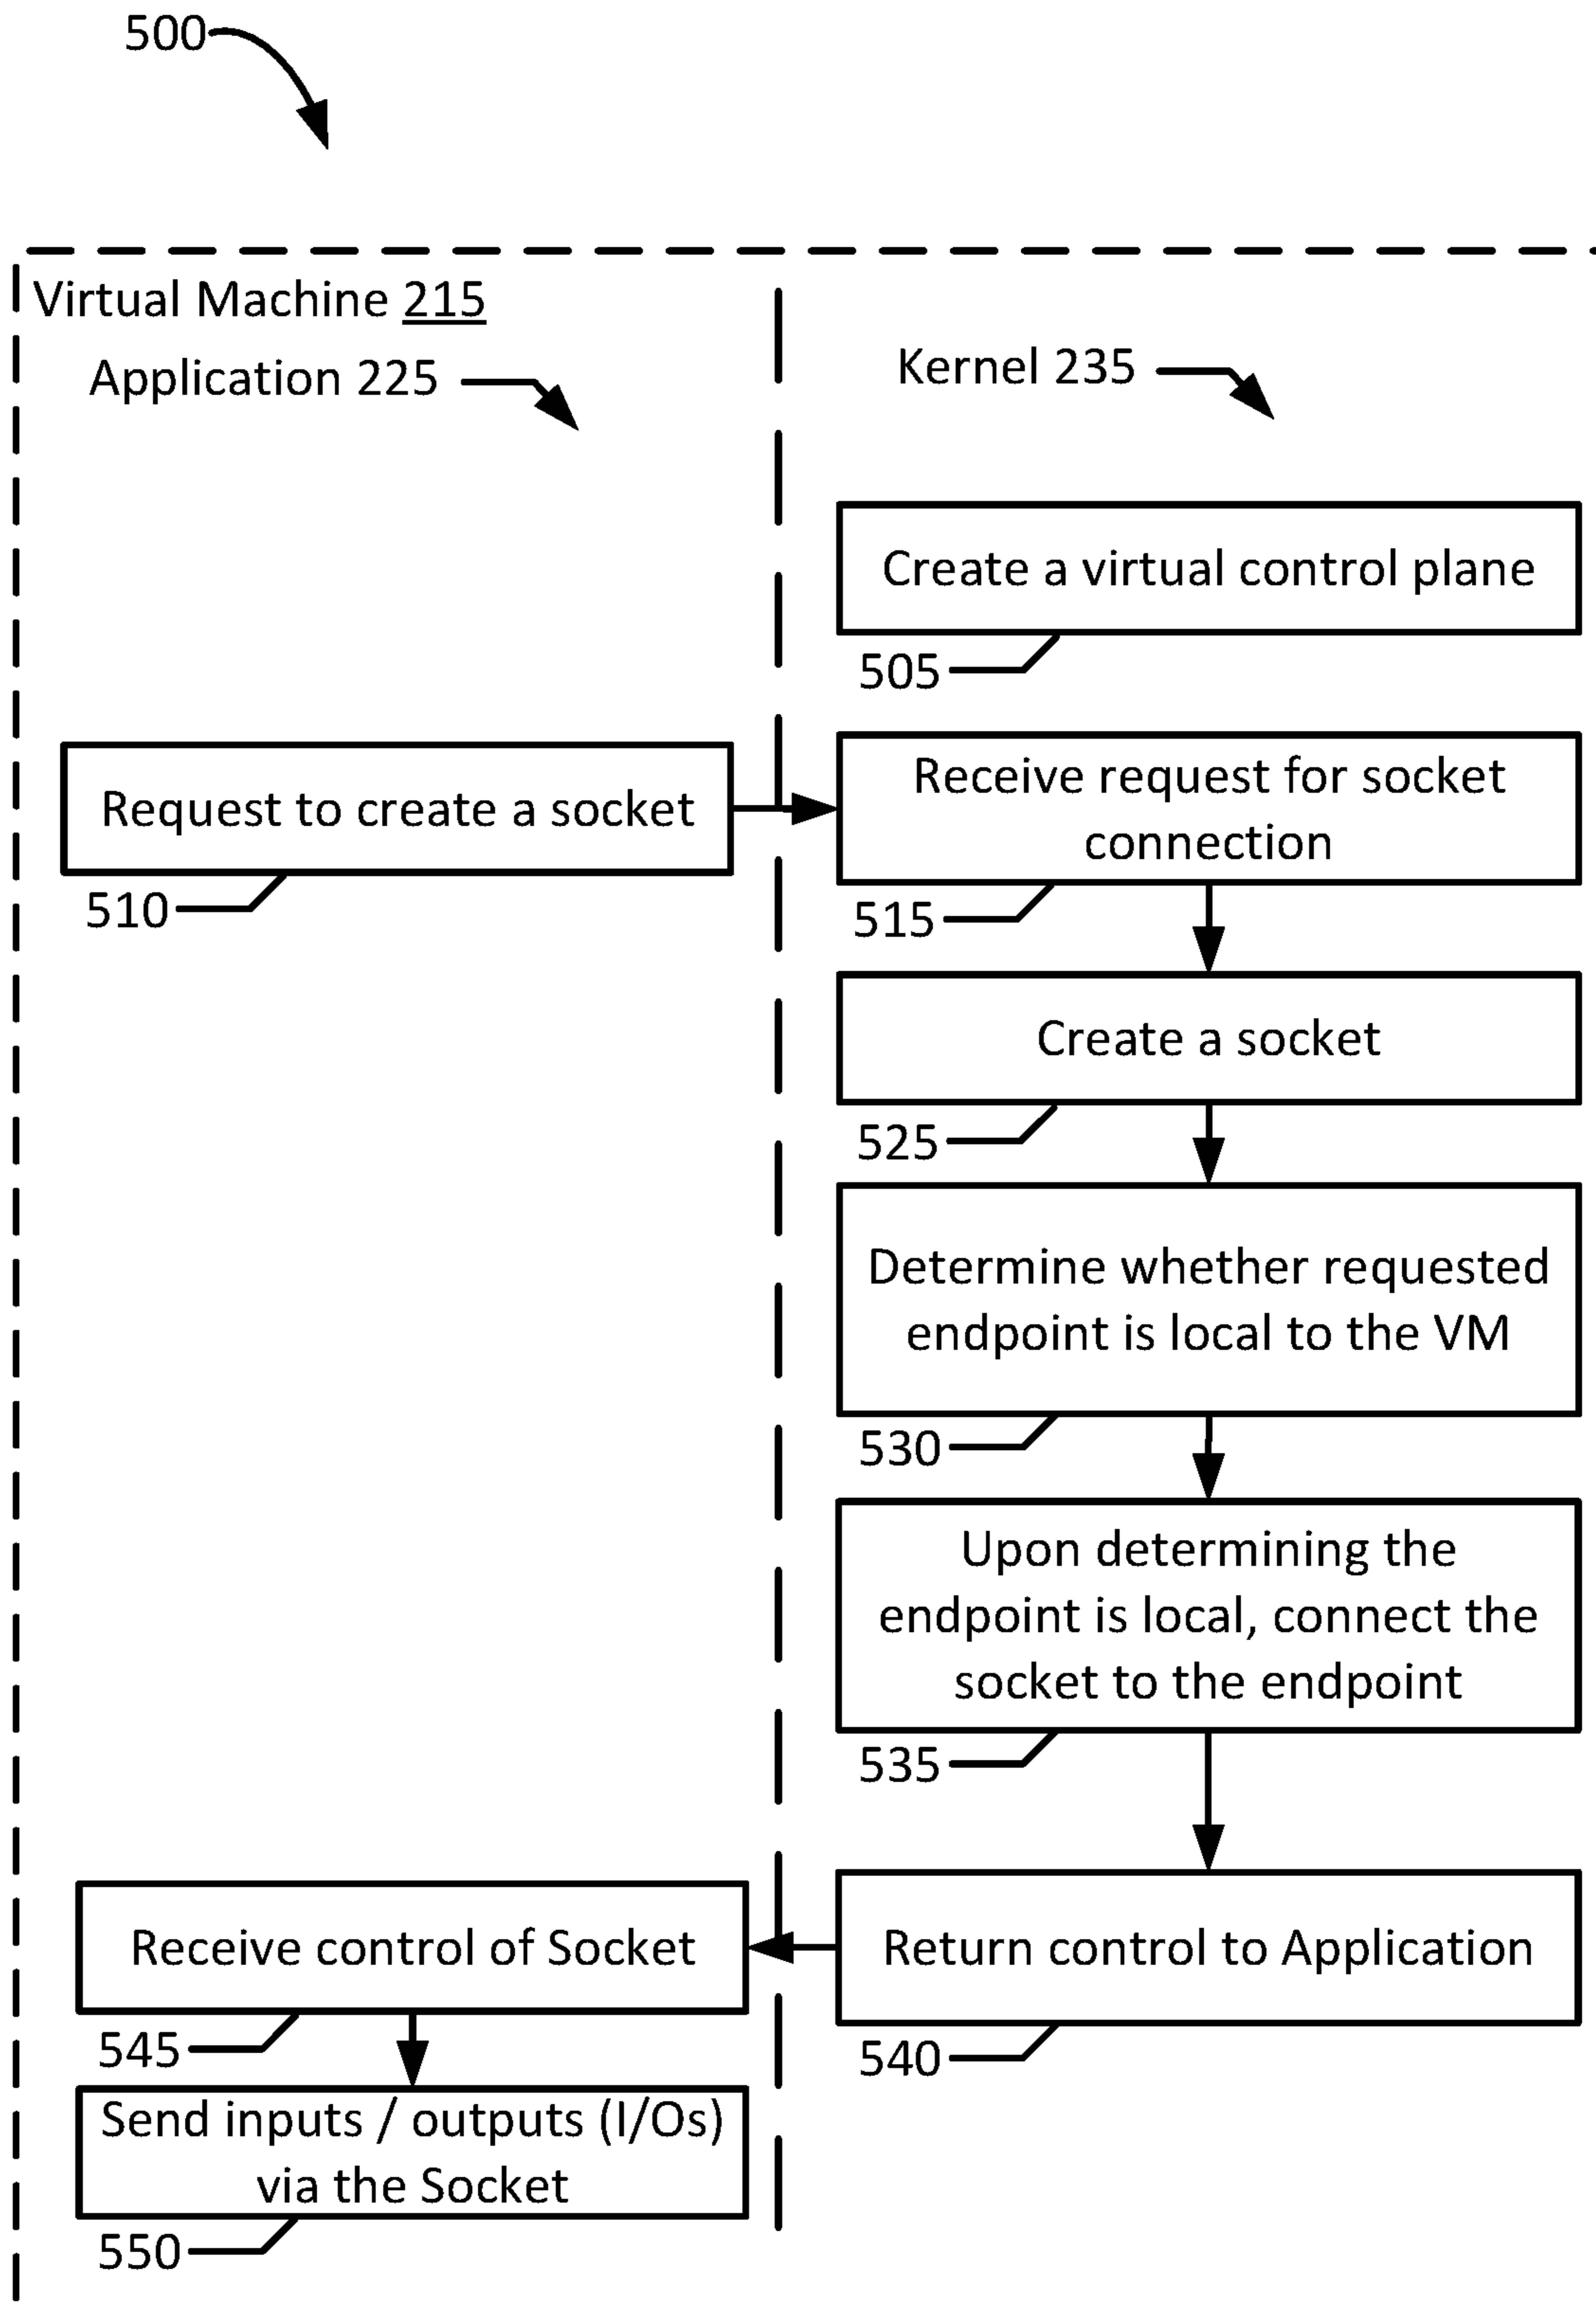 500
Virtual Machine 215
Application 225
Kernel 235
Create a virtual control plane
505
Request to create a socket
510
Receive request for socket
connection
515
Create a socket
525
Determine whether requested
endpoint is local to the VM
530
Upon determining the
endpoint is local, connect the
socket to the endpoint
535
Return control to Application
540
Receive control of Socket
545
Send inputs / outputs (I/Os)
via the Socket
550